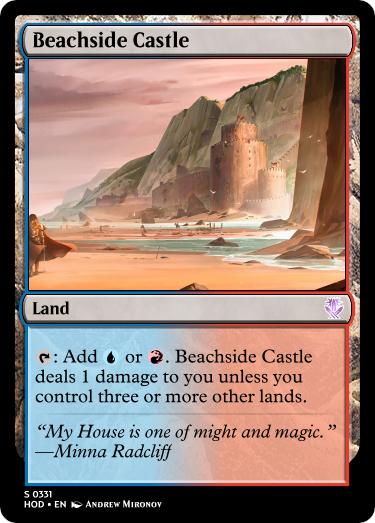 Beachside Castle
Land
: Add or . Beachside Castle
deals 1 damage to you unless you
control three or more other lands.
“My House is one of might and magic.”
—Minna Radcliff
S 0331
HOD • EN Andrew Mironov